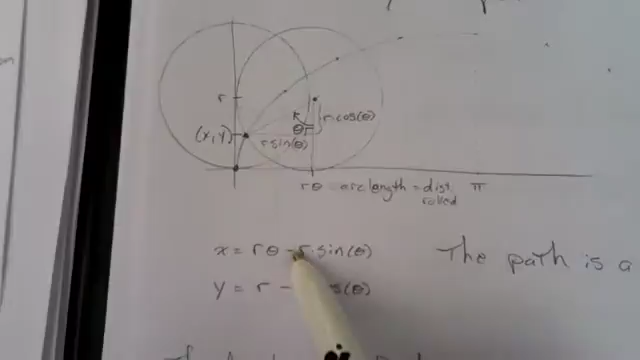 r
r cos(θ)
θ
(x,y)
r sin(θ)
rθ = arc length = dist rolled π
x = rθ - r·sin(θ)
The path is a
y = r -